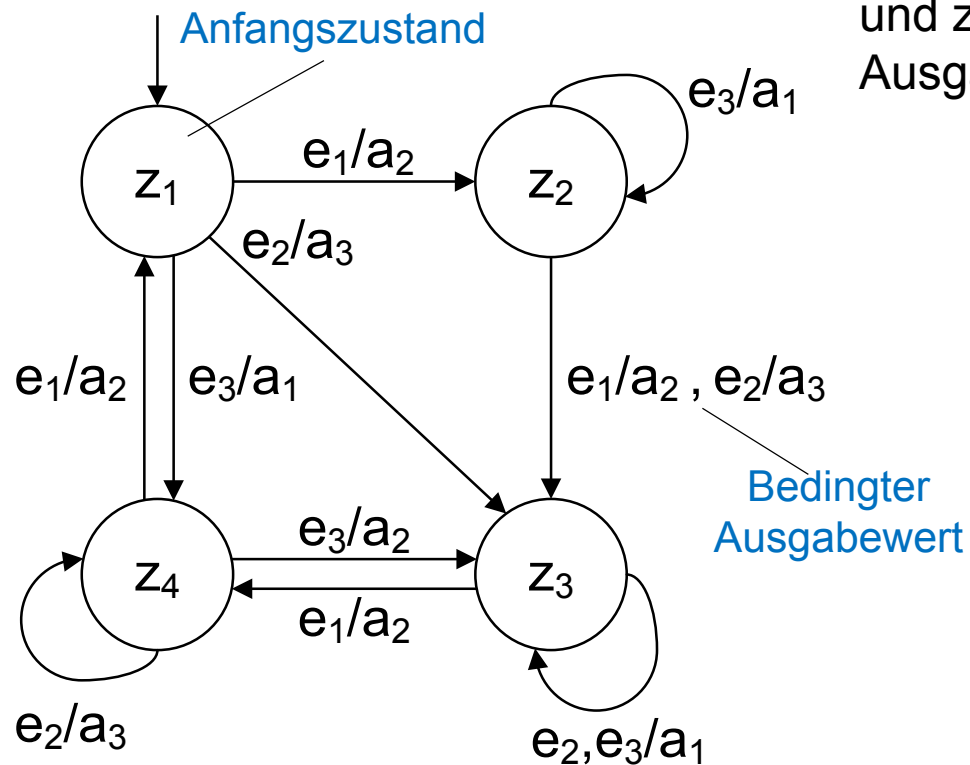 und z
Anfangszustand
Ausga
e₃/a₁
e₁/a₂
z₁
z₂
e₂/a₃
e₁/a₂
e₃/a₁
e₁/a₂ , e₂/a₃
Bedingter
Ausgabewert
e₃/a₂
z₄
z₃
e₁/a₂
e₂/a₃
e₂,e₃/a₁